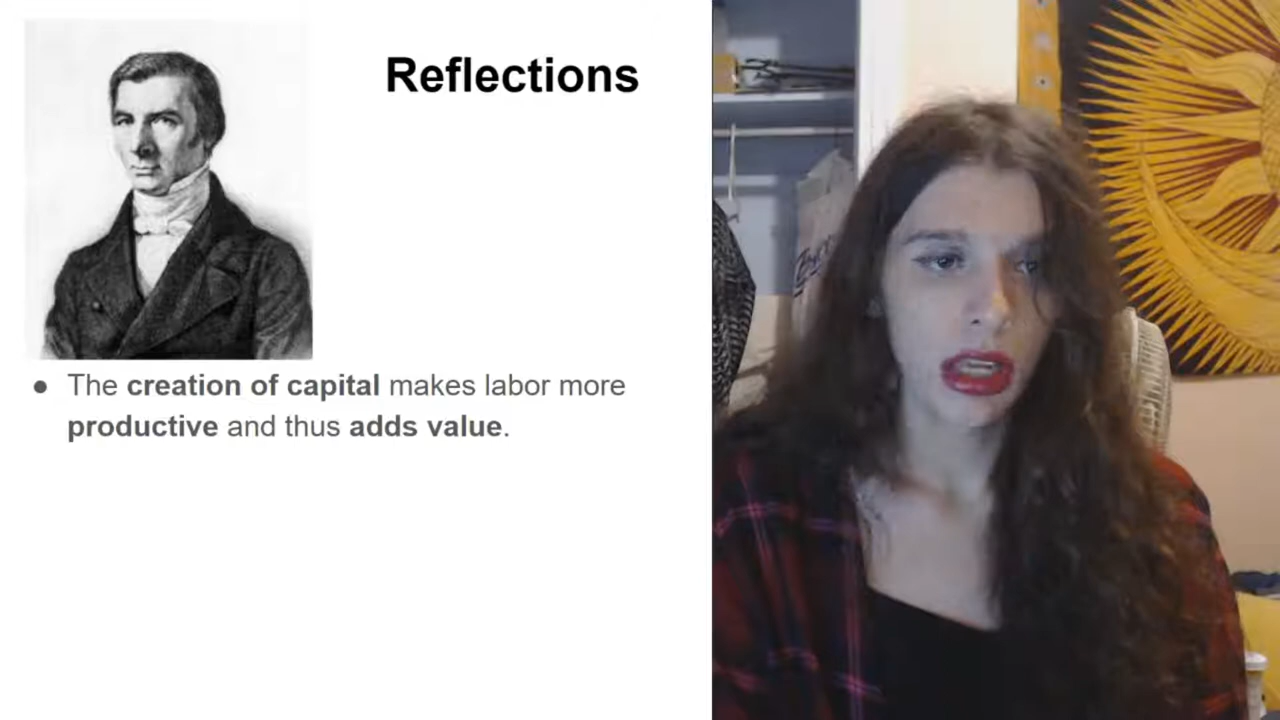 Reflections
● The creation of capital makes labor more
productive and thus adds value.